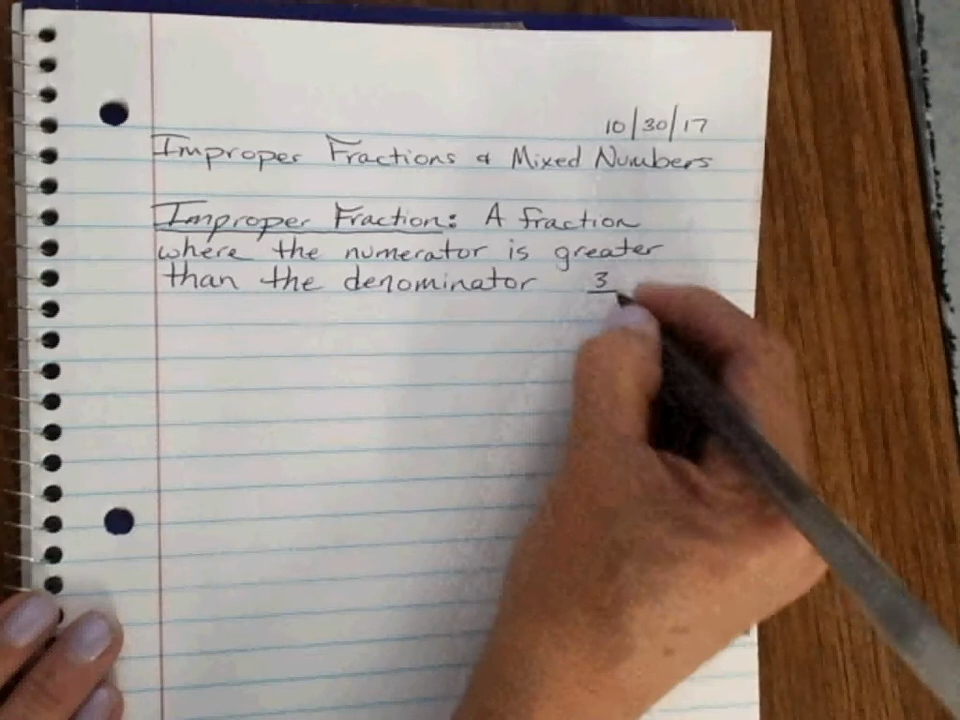 10/30/17
Improper Fractions & Mixed Numbers
Improper Fraction: A fraction
where the numerator is greater
than the denominator 3